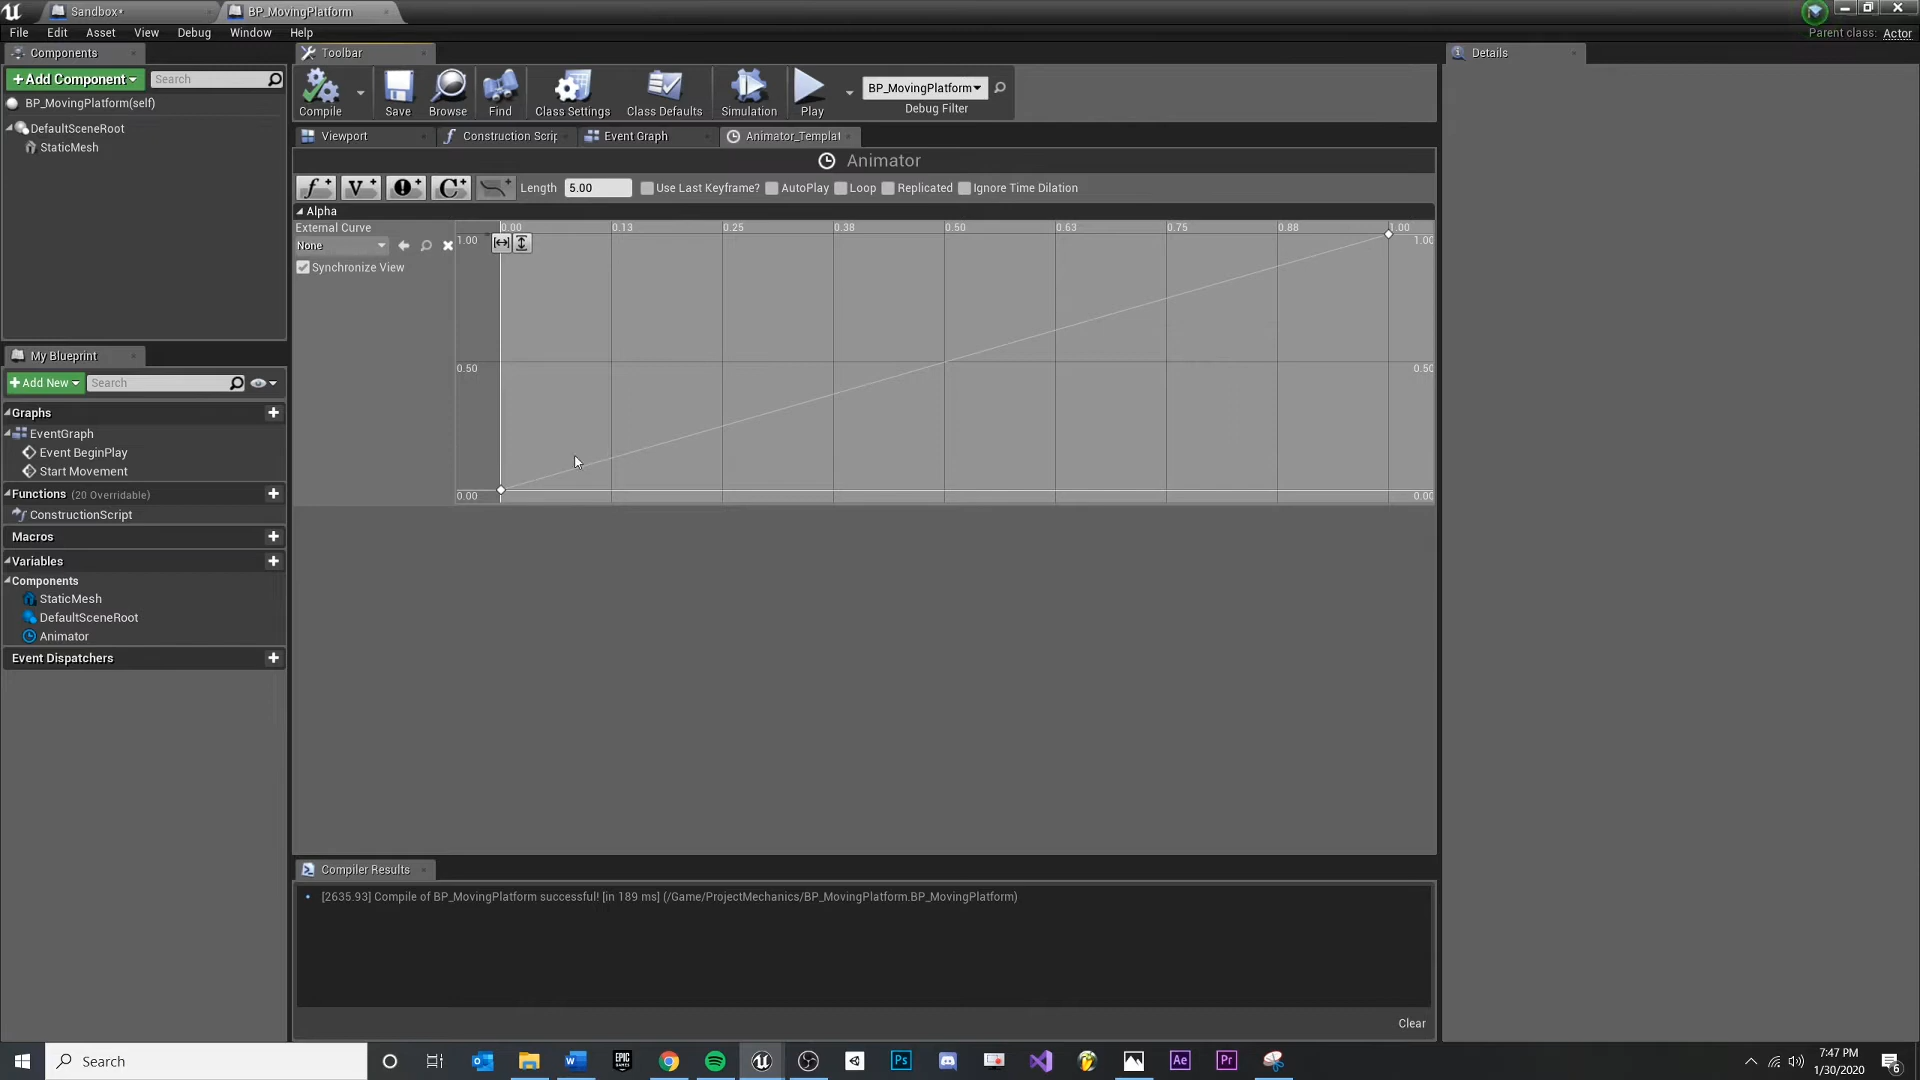 Sandbox*
BP_MovingPlatform
File Edit Asset View Debug Window Help
Parent class: Actor
Components
+Add Component
Search
BP_MovingPlatform(self)
DefaultSceneRoot
StaticMesh
Toolbar
Compile
Save
Browse
Find
Class Settings
Class Defaults
Simulation
Play
BP_MovingPlatform
Debug Filter
Details
Viewport
Construction Scrip
Event Graph
Animator_Templat
Animator
Length 5.00 Use Last Keyframe? AutoPlay Loop Replicated Ignore Time Dilation
Alpha
External Curve
None
Synchronize View
0.00 0.13 0.25 0.38 0.50 0.63 0.75 0.88 1.00
1.00 1.00
0.50 0.50
0.00 0.00
My Blueprint
+Add New
Search
Graphs
EventGraph
Event BeginPlay
Start Movement
Functions (20 Overridable)
ConstructionScript
Macros
Variables
Components
StaticMesh
DefaultSceneRoot
Animator
Event Dispatchers
Compiler Results
[2635.93] Compile of BP_MovingPlatform successful! [in 189 ms] (/Game/ProjectMechanics/BP_MovingPlatform.BP_MovingPlatform)
Clear
Search
EPIC
GAMES
Ps
Ae
Pr
7:47 PM
1/30/2020
6